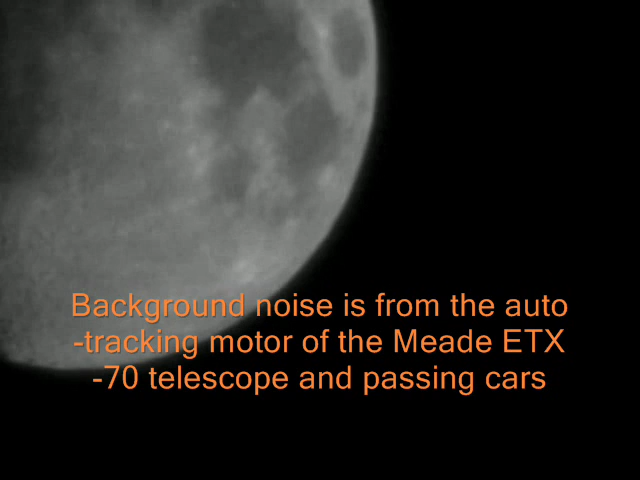 Background noise is from the auto
-tracking motor of the Meade ETX
-70 telescope and passing cars